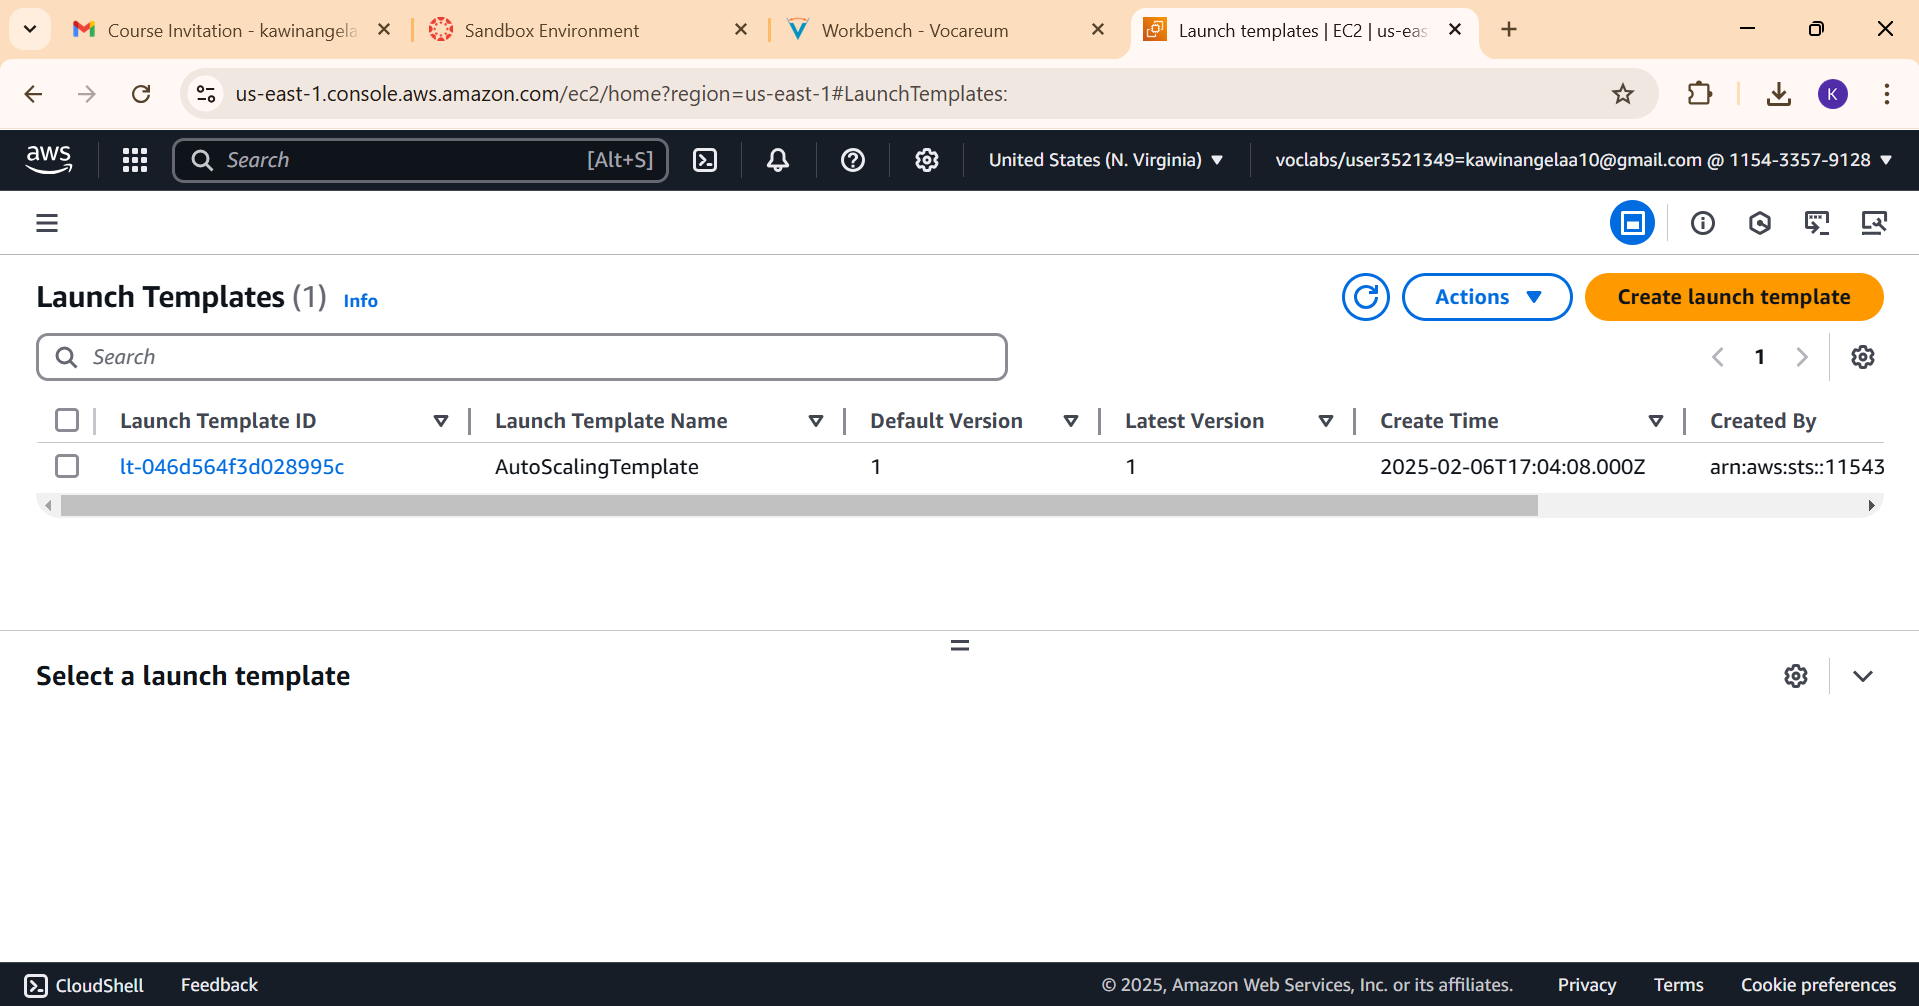 Course Invitation - kawinangela
Sandbox Environment
Workbench - Vocareum
Launch templates | EC2 | us-eas
us-east-1.console.aws.amazon.com/ec2/home?region=us-east-1#LaunchTemplates:
K
aws
Search
[Alt+S]
United States (N. Virginia)
voclabs/user3521349=kawinangelaa10@gmail.com @ 1154-3357-9128
Launch Templates (1) Info
Actions
Create launch template
Search
1
Launch Template ID
Launch Template Name
Default Version
Latest Version
Create Time
Created By
lt-046d564f3d028995c
AutoScalingTemplate
1
1
2025-02-06T17:04:08.000Z
arn:aws:sts::11543
Select a launch template
CloudShell
Feedback
© 2025, Amazon Web Services, Inc. or its affiliates.
Privacy
Terms
Cookie preferences